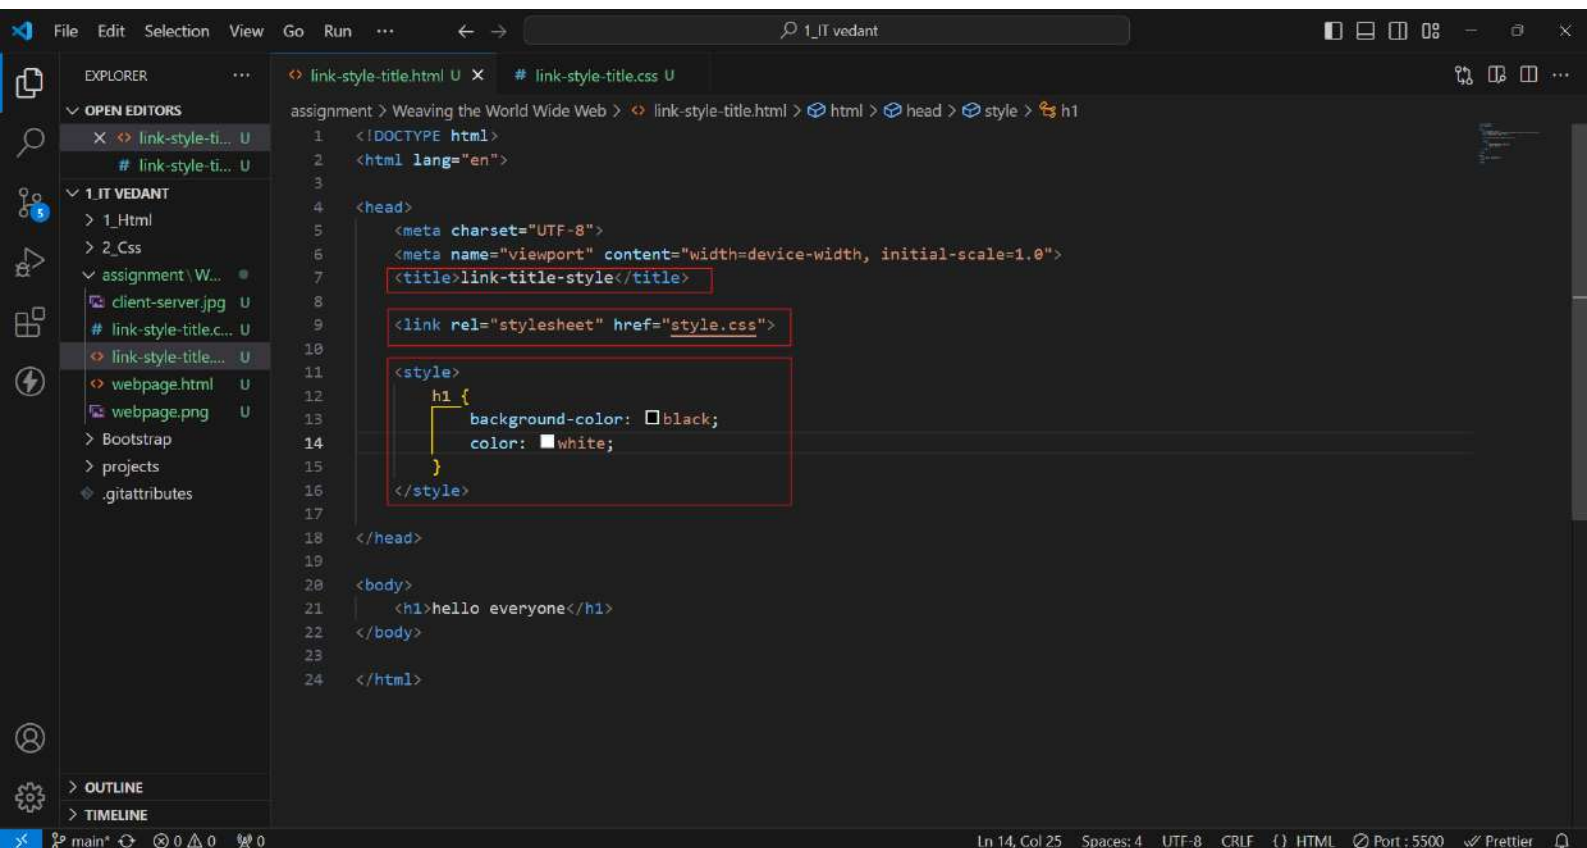 File Edit Selection View Go Run ··· ← → 1_IT vedant
EXPLORER ···
OPEN EDITORS
link-style-ti... U
# link-style-ti... U
1_IT VEDANT
> 1_Html
> 2_Css
assignment \ W...
client-server.jpg U
# link-style-title.c... U
<> link-style-title.... U
<> webpage.html U
webpage.png U
> Bootstrap
> projects
.gitattributes
> OUTLINE
> TIMELINE
5
<> link-style-title.html U × # link-style-title.css U
assignment > Weaving the World Wide Web > <> link-style-title.html > html > head > style > h1
1 <!DOCTYPE html>
2 <html lang="en">
3
4 <head>
5 <meta charset="UTF-8">
6 <meta name="viewport" content="width=device-width, initial-scale=1.0">
7 <title>link-title-style</title>
8
9 <link rel="stylesheet" href="style.css">
10
11 <style>
12 h1 {
13 background-color: black;
14 color: white;
15 }
16 </style>
17
18 </head>
19
20 <body>
21 <h1>hello everyone</h1>
22 </body>
23
24 </html>
main* 0 0 0 Ln 14, Col 25 Spaces: 4 UTF-8 CRLF {} HTML Port : 5500 Prettier